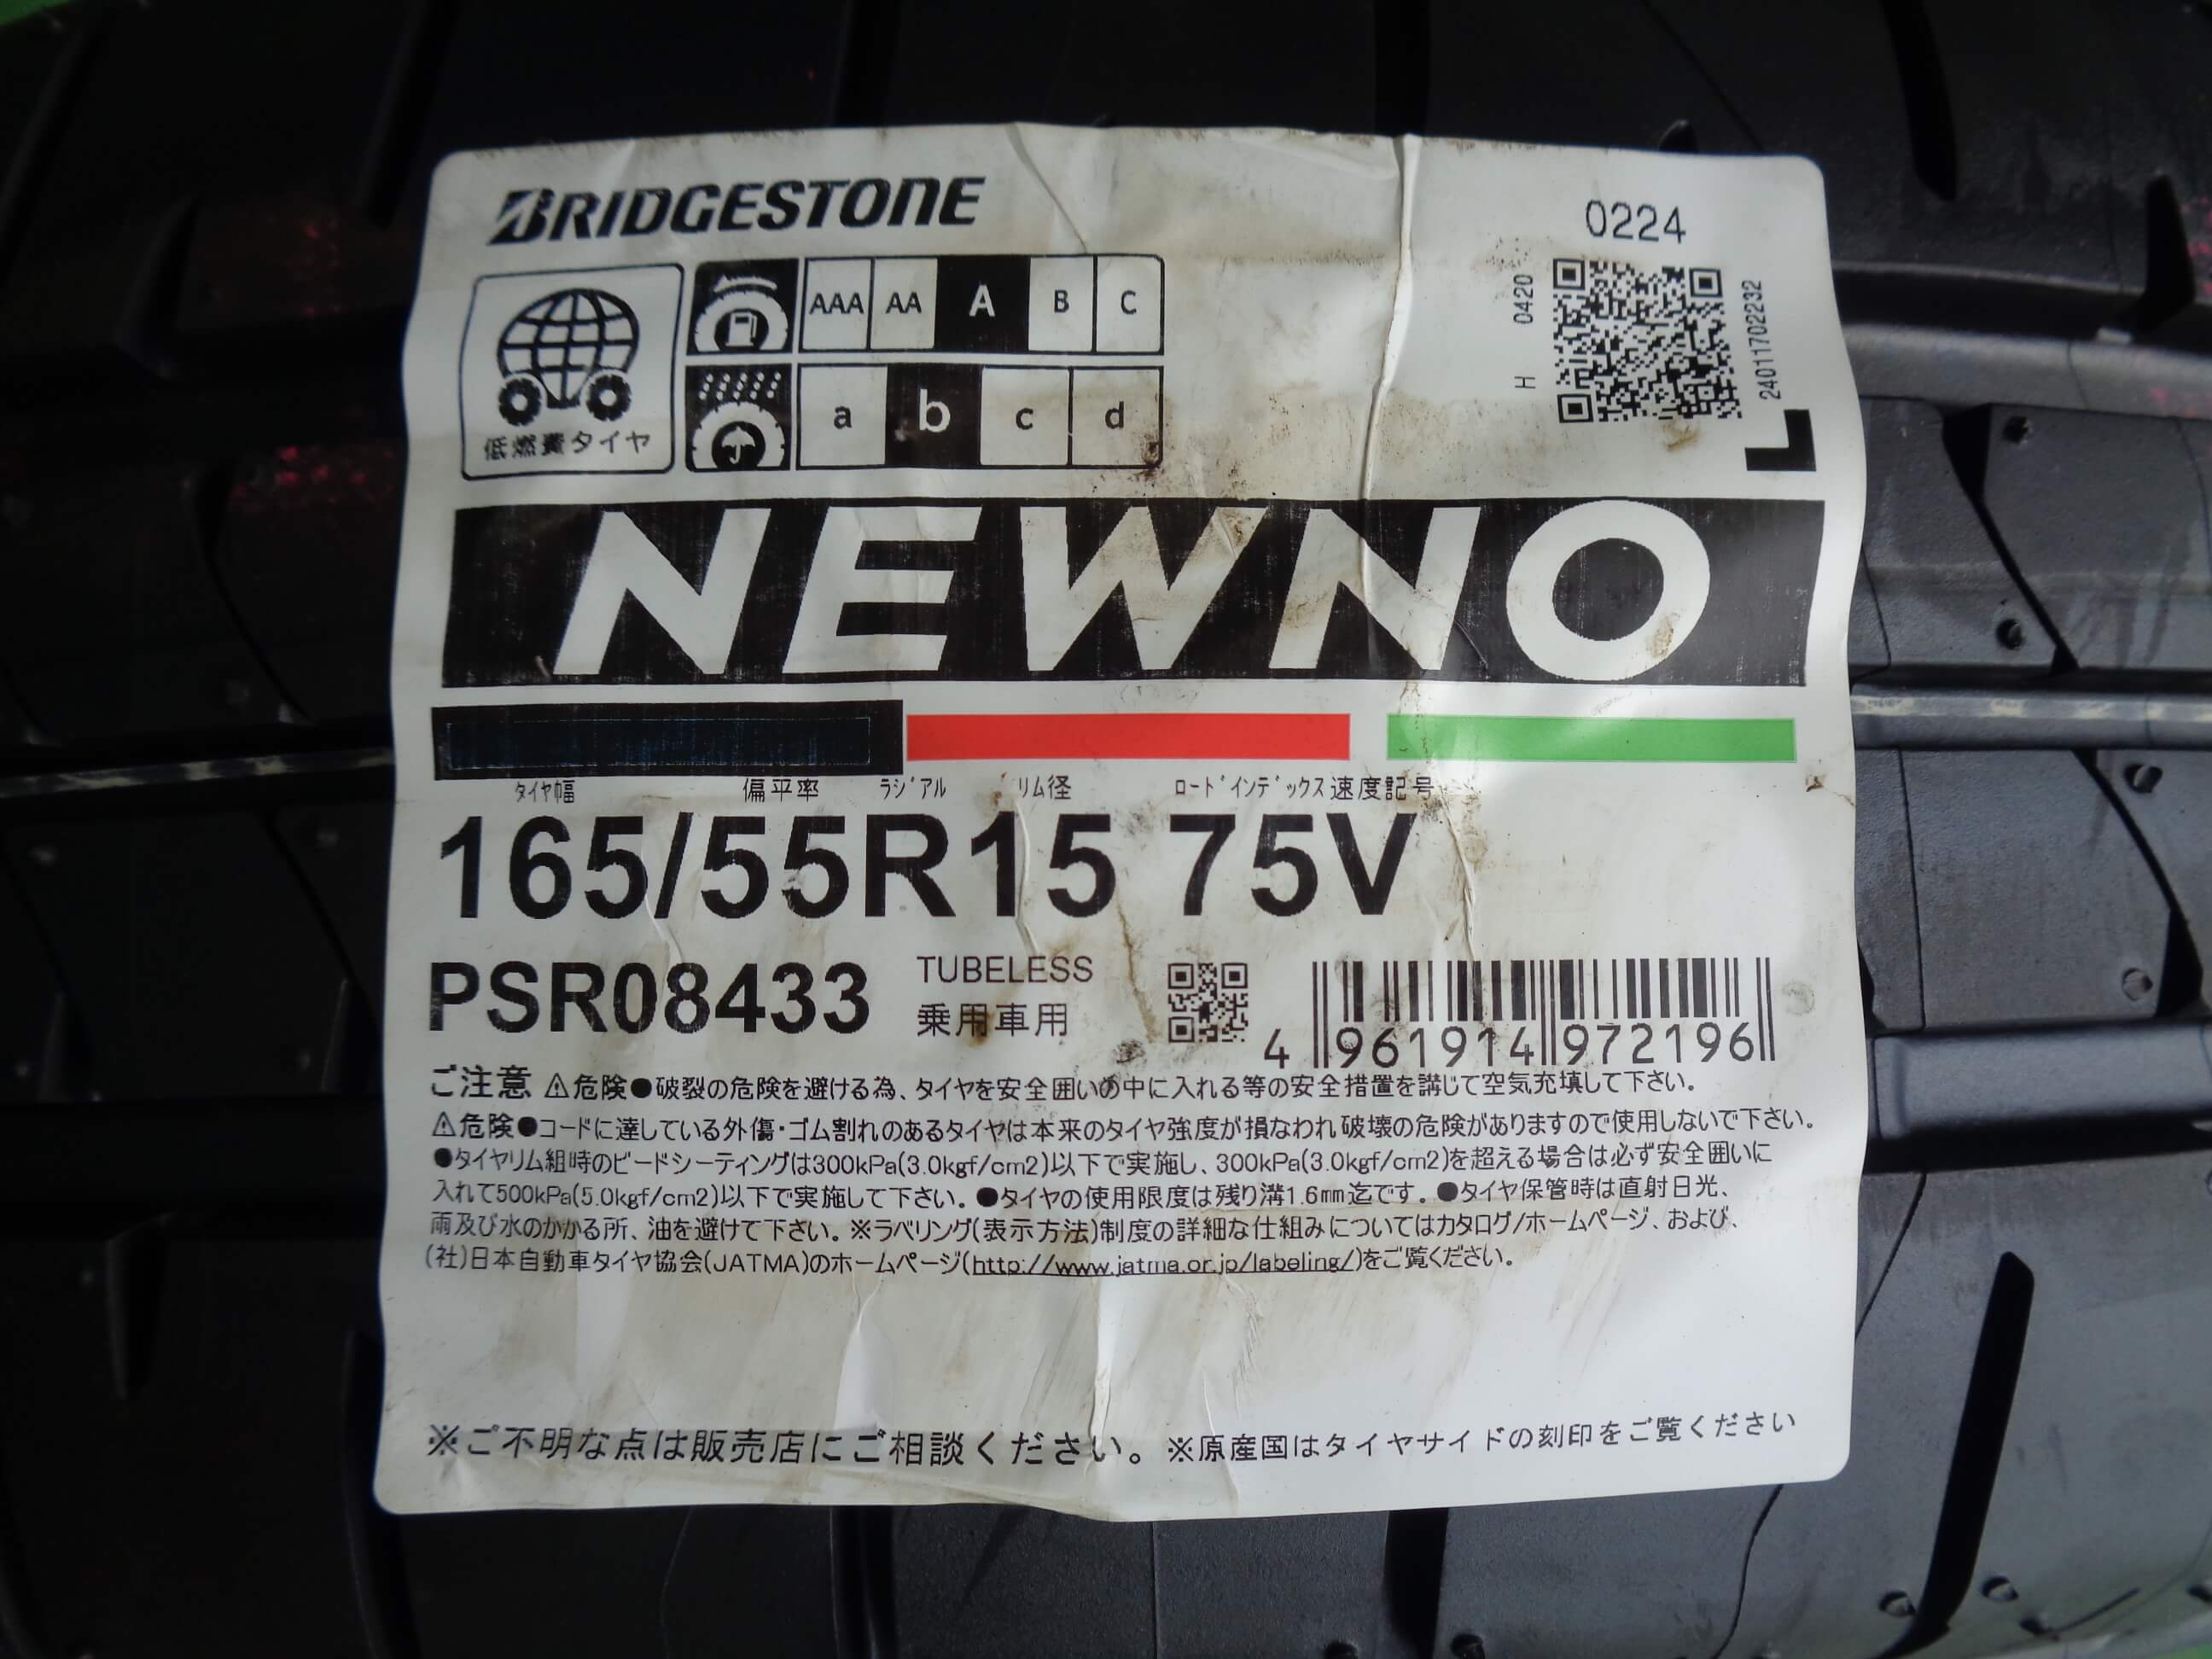 BRIDGESTONE
0224
低燃費タイヤ
AAA AA A B C
a b c d
H 0420
240117702232
L
NEWNO
タイヤ幅 偏平率 ラジアル リム径 ロードインデックス 速度記号
165/55R15 75V
PSR08433
TUBELESS
乗用車用
4 961914 972196
ご注意 ⚠危険●破裂の危険を避ける為、タイヤを安全囲いの中に入れる等の安全措置を講じて空気充填して下さい。
⚠危険●コードに達している外傷・ゴム割れのあるタイヤは本来のタイヤ強度が損なわれ破壊の危険がありますので使用しないで下さい。
●タイヤリム組時のビードシーティングは300kPa(3.0kgf/cm2)以下で実施し、300kPa(3.0kgf/cm2)を超える場合は必ず安全囲いに
入れて500kPa(5.0kgf/cm2)以下で実施して下さい。●タイヤの使用限度は残り溝1.6mm迄です。●タイヤ保管時は直射日光、
雨及び水のかかる所、油を避けて下さい。※ラベリング(表示方法)制度の詳細な仕組みについてはカタログ/ホームページ、および、
(社)日本自動車タイヤ協会(JATMA)のホームページ(http://www.jatma.or.jp/labeling/)をご覧ください。
※ご不明な点は販売店にご相談ください。※原産国はタイヤサイドの刻印をご覧ください